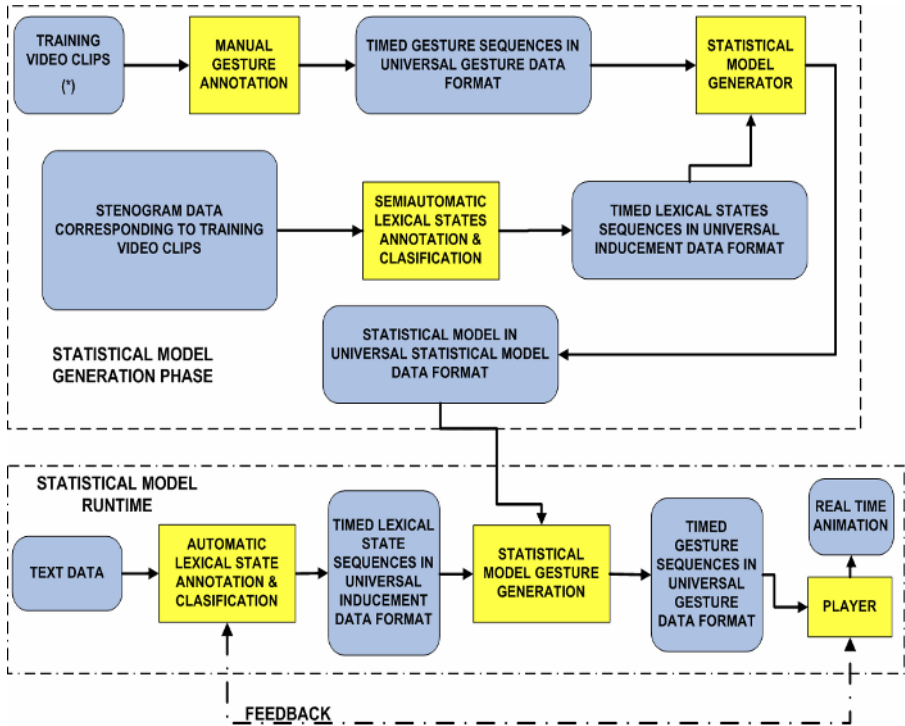 TRAINING
VIDEO CLIPS
(*)
MANUAL
GESTURE
ANNOTATION
TIMED GESTURE SEQUENCES IN
UNIVERSAL GESTURE DATA
FORMAT
STATISTICAL
MODEL
GENERATOR
STENOGRAM DATA
CORRESPONDING TO TRAINING
VIDEO CLIPS
SEMIAUTOMATIC
LEXICAL STATES
ANNOTATION &
CLASIFICATION
TIMED LEXICAL STATES
SEQUENCES IN UNIVERSAL
INDUCEMENT DATA FORMAT
STATISTICAL MODEL
GENERATION PHASE
STATISTICAL MODEL IN
UNIVERSAL STATISTICAL MODEL
DATA FORMAT
STATISTICAL MODEL
RUNTIME
TEXT DATA
AUTOMATIC
LEXICAL STATE
ANNOTATION &
CLASIFICATION
TIMED LEXICAL
STATE
SEQUENCES IN
UNIVERSAL
INDUCEMENT
DATA FORMAT
STATISTICAL
MODEL GESTURE
GENERATION
TIMED
GESTURE
SEQUENCES IN
UNIVERSAL
GESTURE
DATA FORMAT
REAL TIME
ANIMATION
PLAYER
FEEDBACK